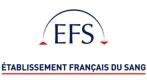 EFS
ÉTABLISSEMENT FRANÇAIS DU SANG